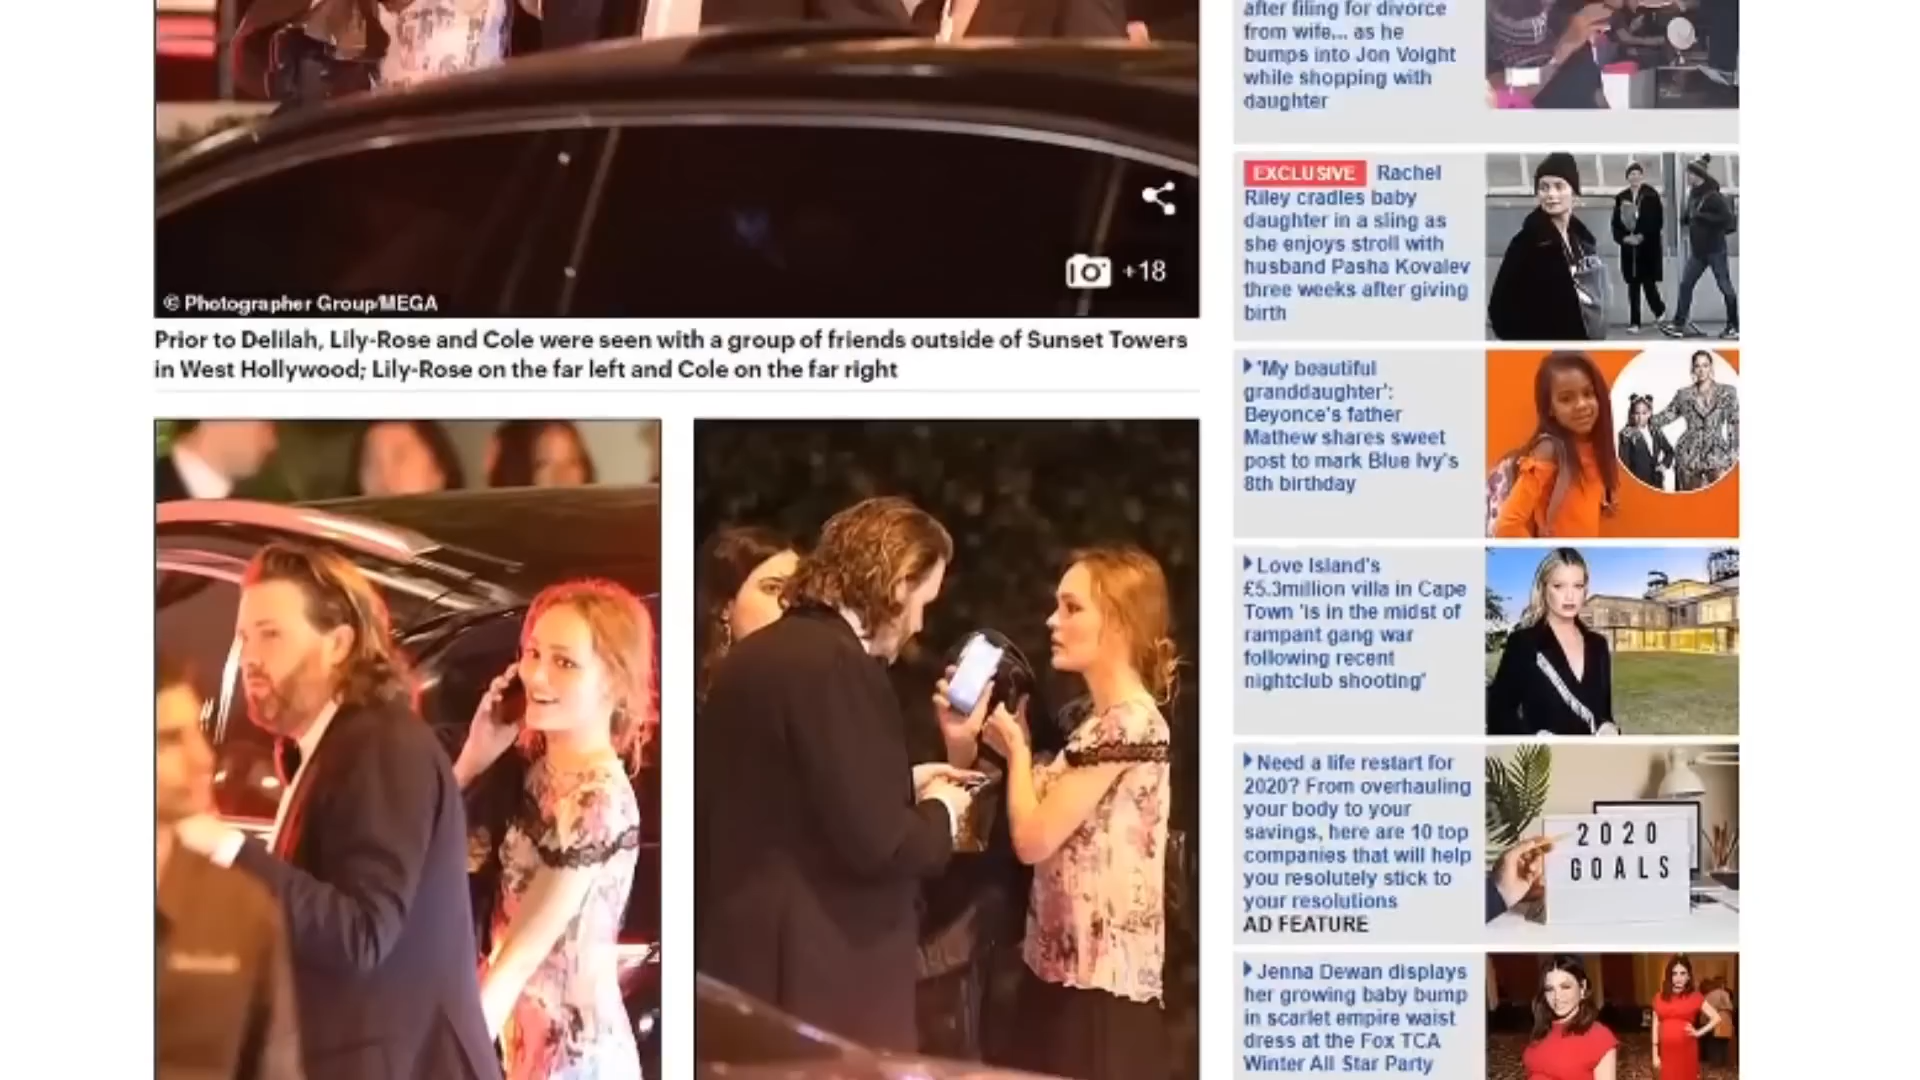 after filing for divorce
from wife... as he
bumps into Jon Voight
while shopping with
daughter
EXCLUSIVE Rachel
Riley cradles baby
daughter in a sling as
she enjoys stroll with
husband Pasha Kovalev
three weeks after giving
birth
+18
© Photographer Group/MEGA
Prior to Delilah, Lily-Rose and Cole were seen with a group of friends outside of Sunset Towers
in West Hollywood; Lily-Rose on the far left and Cole on the far right
'My beautiful
granddaughter':
Beyonce's father
Mathew shares sweet
post to mark Blue Ivy's
8th birthday
Love Island's
£5.3million villa in Cape
Town 'is in the midst of
rampant gang war
following recent
nightclub shooting'
Need a life restart for
2020? From overhauling
your body to your
savings, here are 10 top
companies that will help
you resolutely stick to
your resolutions
AD FEATURE
2020
GOALS
Jenna Dewan displays
her growing baby bump
in scarlet empire waist
dress at the Fox TCA
Winter All Star Party